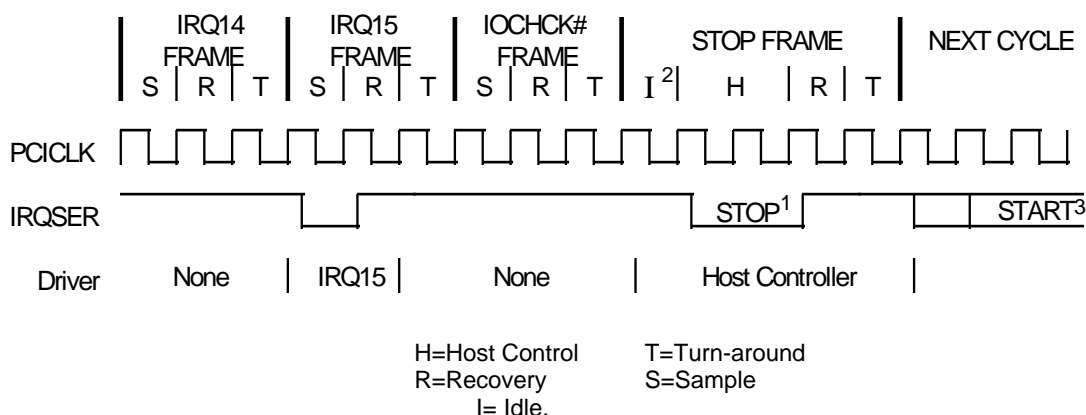 IRQ14 FRAME IRQ15 FRAME IOCHCK# FRAME STOP FRAME NEXT CYCLE
S R T S R T S R T I 2 H R T
PCICLK
IRQSER STOP1 START3
Driver None IRQ15 None Host Controller
H=Host Control T=Turn-around
R=Recovery S=Sample
I= Idle.